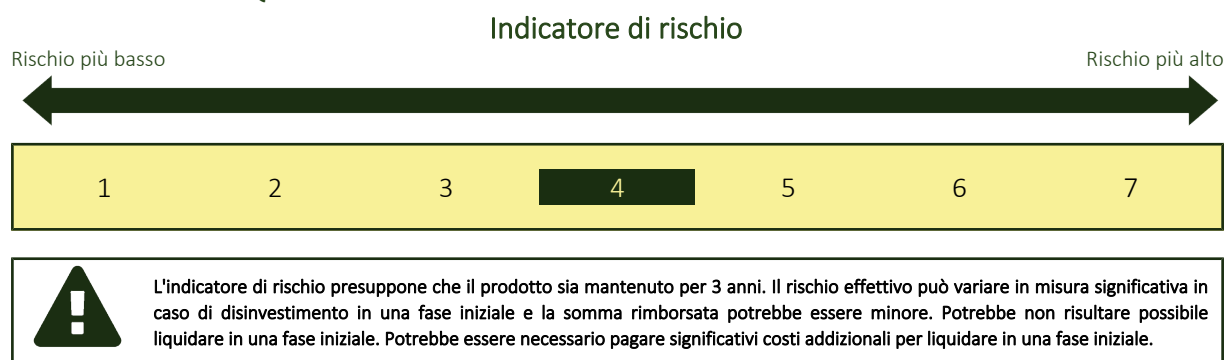 Indicatore di rischio
Rischio più basso
Rischio più alto
1 2 3 4 5 6 7
L'indicatore di rischio presuppone che il prodotto sia mantenuto per 3 anni. Il rischio effettivo può variare in misura significativa in
caso di disinvestimento in una fase iniziale e la somma rimborsata potrebbe essere minore. Potrebbe non risultare possibile
liquidare in una fase iniziale. Potrebbe essere necessario pagare significativi costi addizionali per liquidare in una fase iniziale.